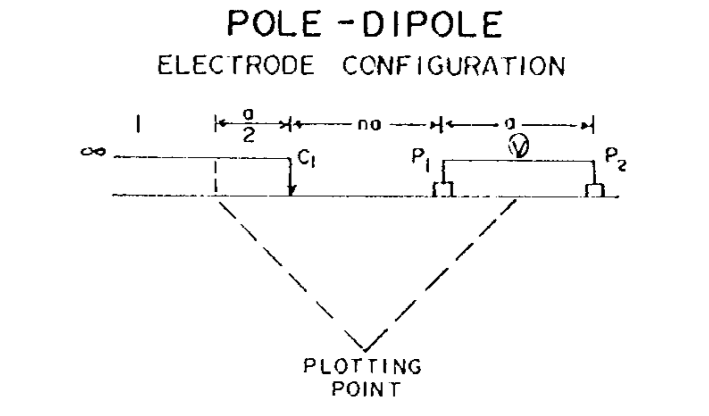 POLE - DIPOLE
ELECTRODE CONFIGURATION
I a/2 na a
∞ C1 P1 V P2
PLOTTING
POINT